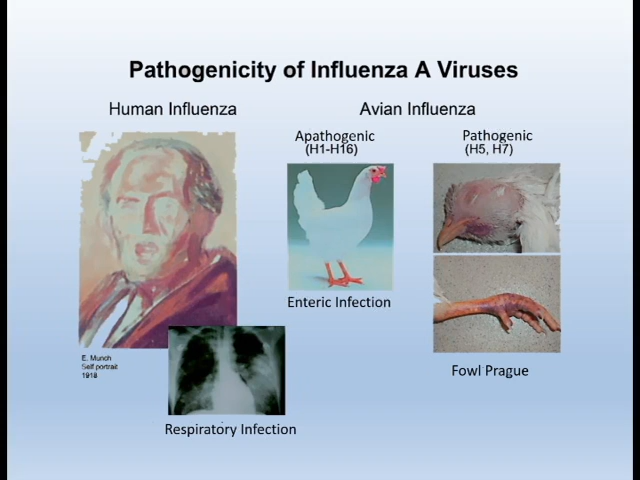 Pathogenicity of Influenza A Viruses
Human Influenza
Avian Influenza
Apathogenic
(H1-H16)
Pathogenic
(H5, H7)
Enteric Infection
E. Munch
Self portrait
1918
Fowl Prague
Respiratory Infection